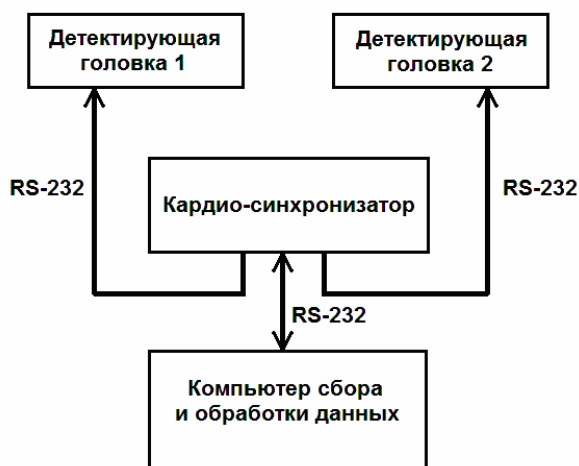 Детектирующая
головка 1
Детектирующая
головка 2
RS-232
RS-232
Кардио-синхронизатор
RS-232
Компьютер сбора
и обработки данных